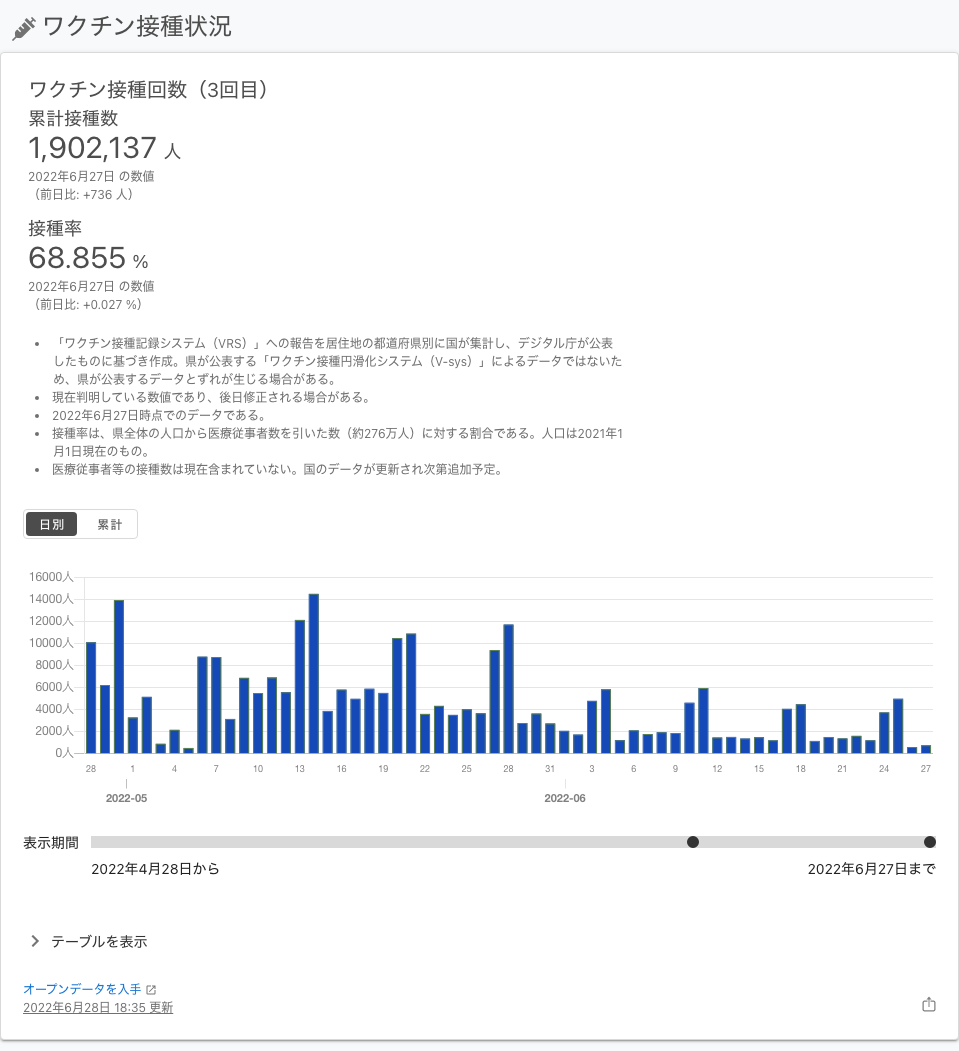 ワクチン接種状況
ワクチン接種回数（3回目）
累計接種数
1,902,137 人
2022年6月27日 の数値
（前日比: +736 人）
接種率
68.855 %
2022年6月27日 の数値
（前日比: +0.027 %）
• 「ワクチン接種記録システム（VRS）」への報告を居住地の都道府県別に国が集計し、デジタル庁が公表
したものに基づき作成。県が公表する「ワクチン接種円滑化システム（V-sys）」によるデータではないた
め、県が公表するデータとずれが生じる場合がある。
• 現在判明している数値であり、後日修正される場合がある。
• 2022年6月27日時点でのデータである。
• 接種率は、県全体の人口から医療従事者数を引いた数（約276万人）に対する割合である。人口は2021年1
月1日現在のもの。
• 医療従事者等の接種数は現在含まれていない。国のデータが更新され次第追加予定。
日別 累計
16000人
14000人
12000人
10000人
8000人
6000人
4000人
2000人
0人
28 1 4 7 10 13 16 19 22 25 28 31 3 6 9 12 15 18 21 24 27
2022-05 2022-06
表示期間
2022年4月28日から 2022年6月27日まで
テーブルを表示
オープンデータを入手
2022年6月28日 18:35 更新